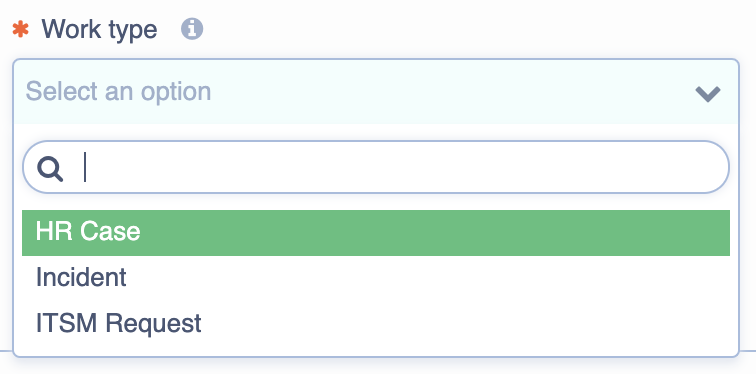 * Work type
Select an option
HR Case
Incident
ITSM Request